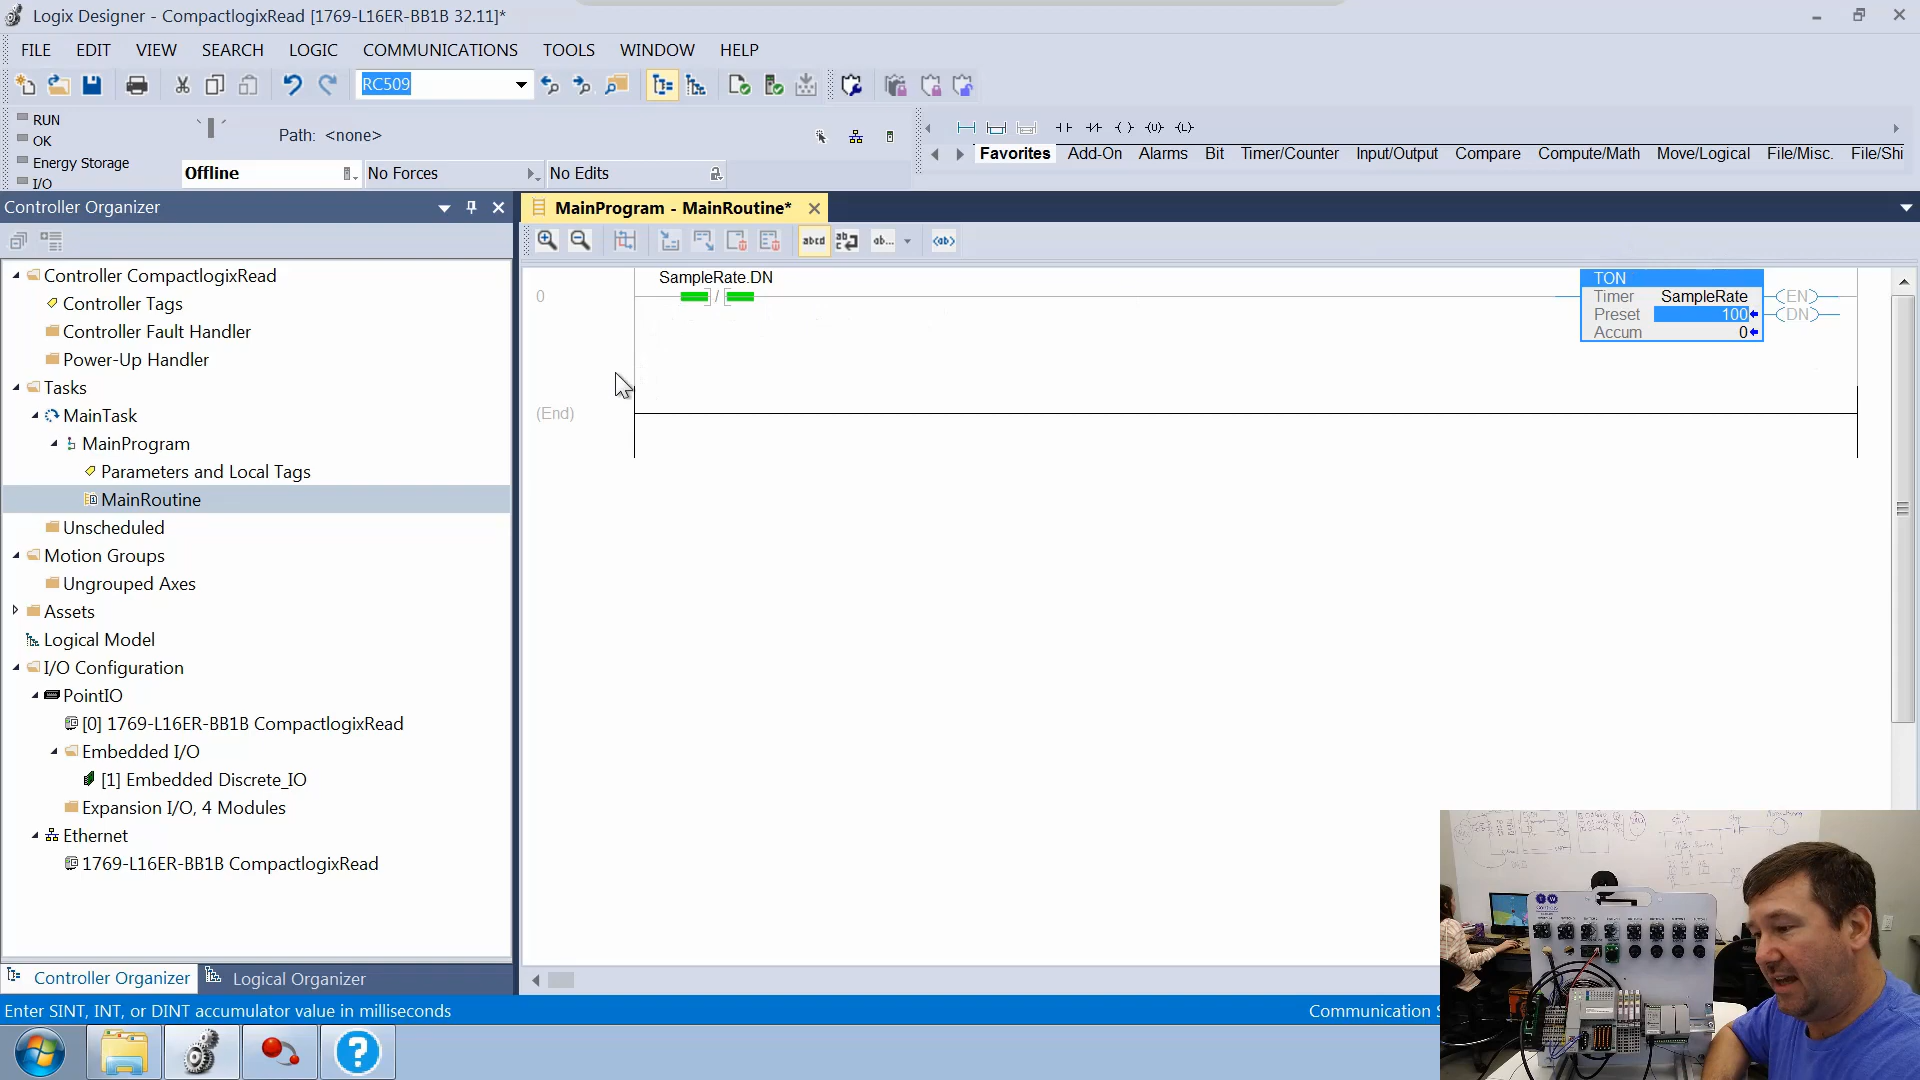 Logix Designer - CompactlogixRead [1769-L16ER-BB1B 32.11]*
FILE EDIT VIEW SEARCH LOGIC COMMUNICATIONS TOOLS WINDOW HELP
RC509
RUN
OK
Energy Storage
I/O
Path: <none>
Offline
No Forces
No Edits
Favorites Add-On Alarms Bit Timer/Counter Input/Output Compare Compute/Math Move/Logical File/Misc. File/Shi
Controller Organizer
Controller CompactlogixRead
Controller Tags
Controller Fault Handler
Power-Up Handler
Tasks
MainTask
MainProgram
Parameters and Local Tags
MainRoutine
Unscheduled
Motion Groups
Ungrouped Axes
Assets
Logical Model
I/O Configuration
PointIO
[0] 1769-L16ER-BB1B CompactlogixRead
Embedded I/O
[1] Embedded Discrete_IO
Expansion I/O, 4 Modules
Ethernet
1769-L16ER-BB1B CompactlogixRead
Controller Organizer
Logical Organizer
MainProgram - MainRoutine*
abcd
ab...
<ab>
SampleRate.DN
0
TON
Timer SampleRate
Preset 100
Accum 0
EN
DN
(End)
Enter SINT, INT, or DINT accumulator value in milliseconds
Communication S